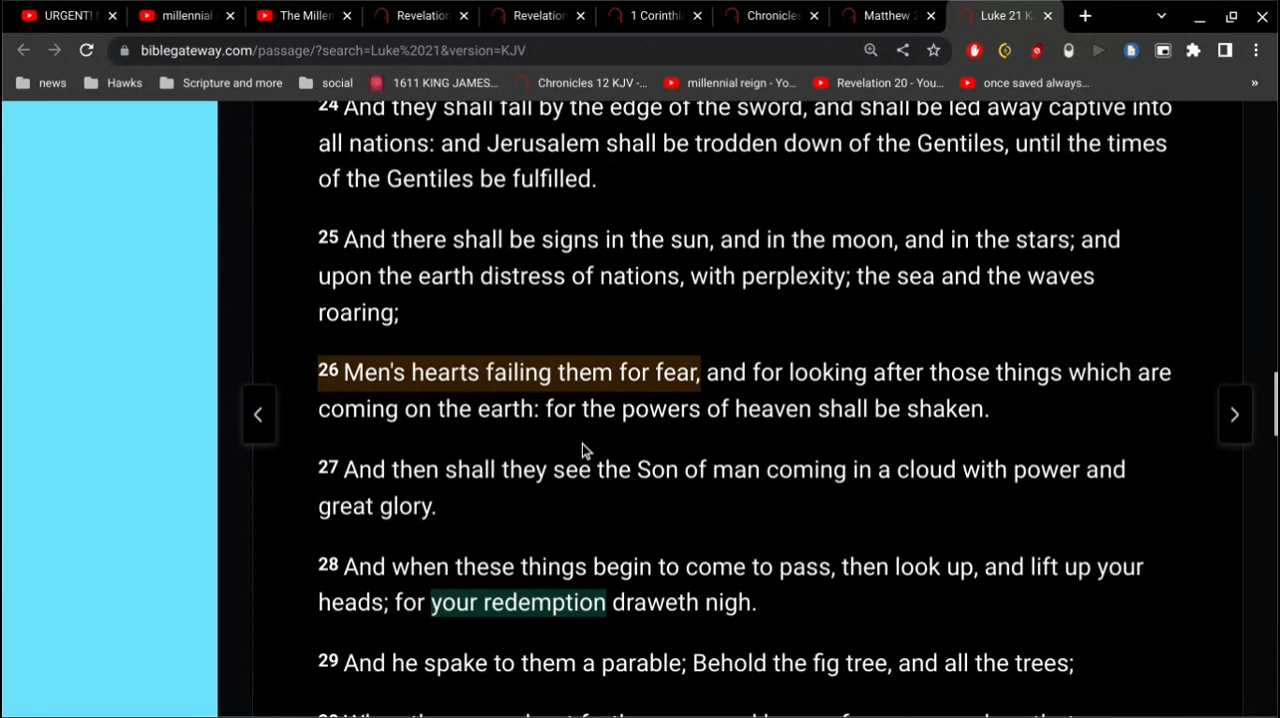 URGENT!
millennial
The Millen
Revelation
Revelation
1 Corinthi
Chronicles
Matthew 2
Luke 21 K
biblegateway.com/passage/?search=Luke%2021&version=KJV
news
Hawks
Scripture and more
social
1611 KING JAMES...
Chronicles 12 KJV -...
millennial reign - Yo...
Revelation 20 - You...
once saved always...
»
24 And they shall fall by the edge of the sword, and shall be led away captive into
all nations: and Jerusalem shall be trodden down of the Gentiles, until the times
of the Gentiles be fulfilled.
25 And there shall be signs in the sun, and in the moon, and in the stars; and
upon the earth distress of nations, with perplexity; the sea and the waves
roaring;
26 Men's hearts failing them for fear, and for looking after those things which are
coming on the earth: for the powers of heaven shall be shaken.
27 And then shall they see the Son of man coming in a cloud with power and
great glory.
28 And when these things begin to come to pass, then look up, and lift up your
heads; for your redemption draweth nigh.
29 And he spake to them a parable; Behold the fig tree, and all the trees;